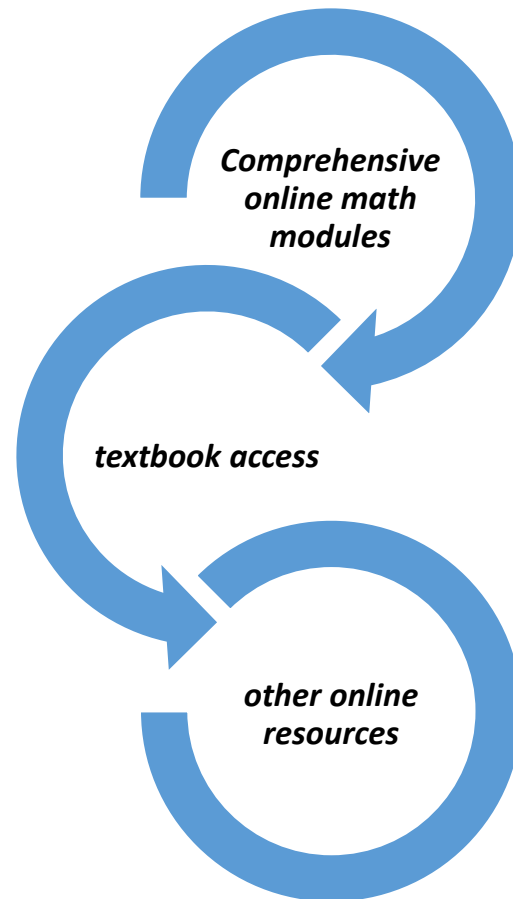 Comprehensive
online math
modules
textbook access
other online
resources